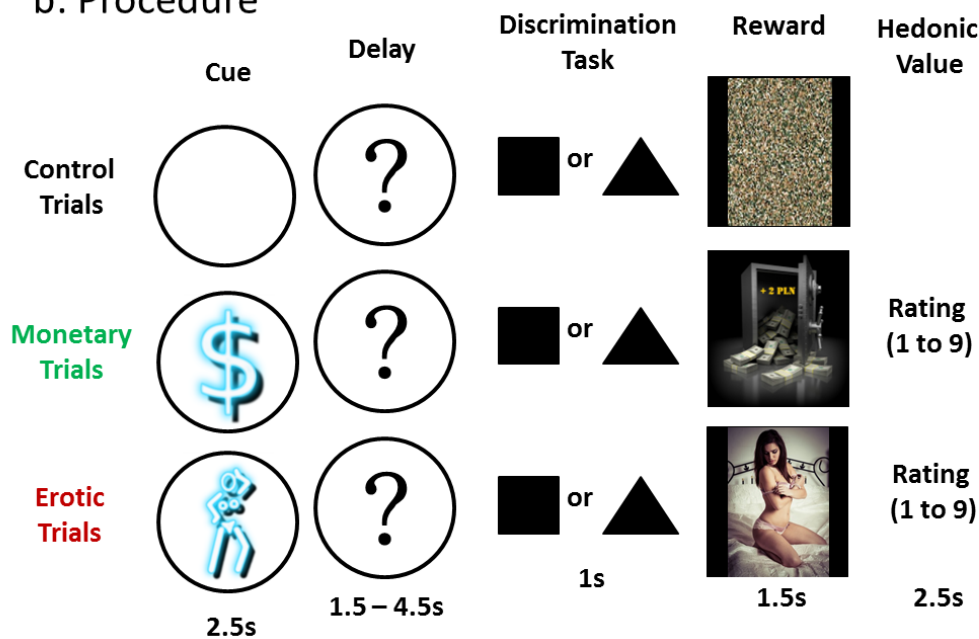 b. Procedure
Cue
Delay
Discrimination
Task
Reward
Hedonic
Value
Control
Trials
?
or
Monetary
Trials
$
?
or
+ 2 PLN
Rating
(1 to 9)
Erotic
Trials
?
or
Rating
(1 to 9)
2.5s
1.5 – 4.5s
1s
1.5s
2.5s